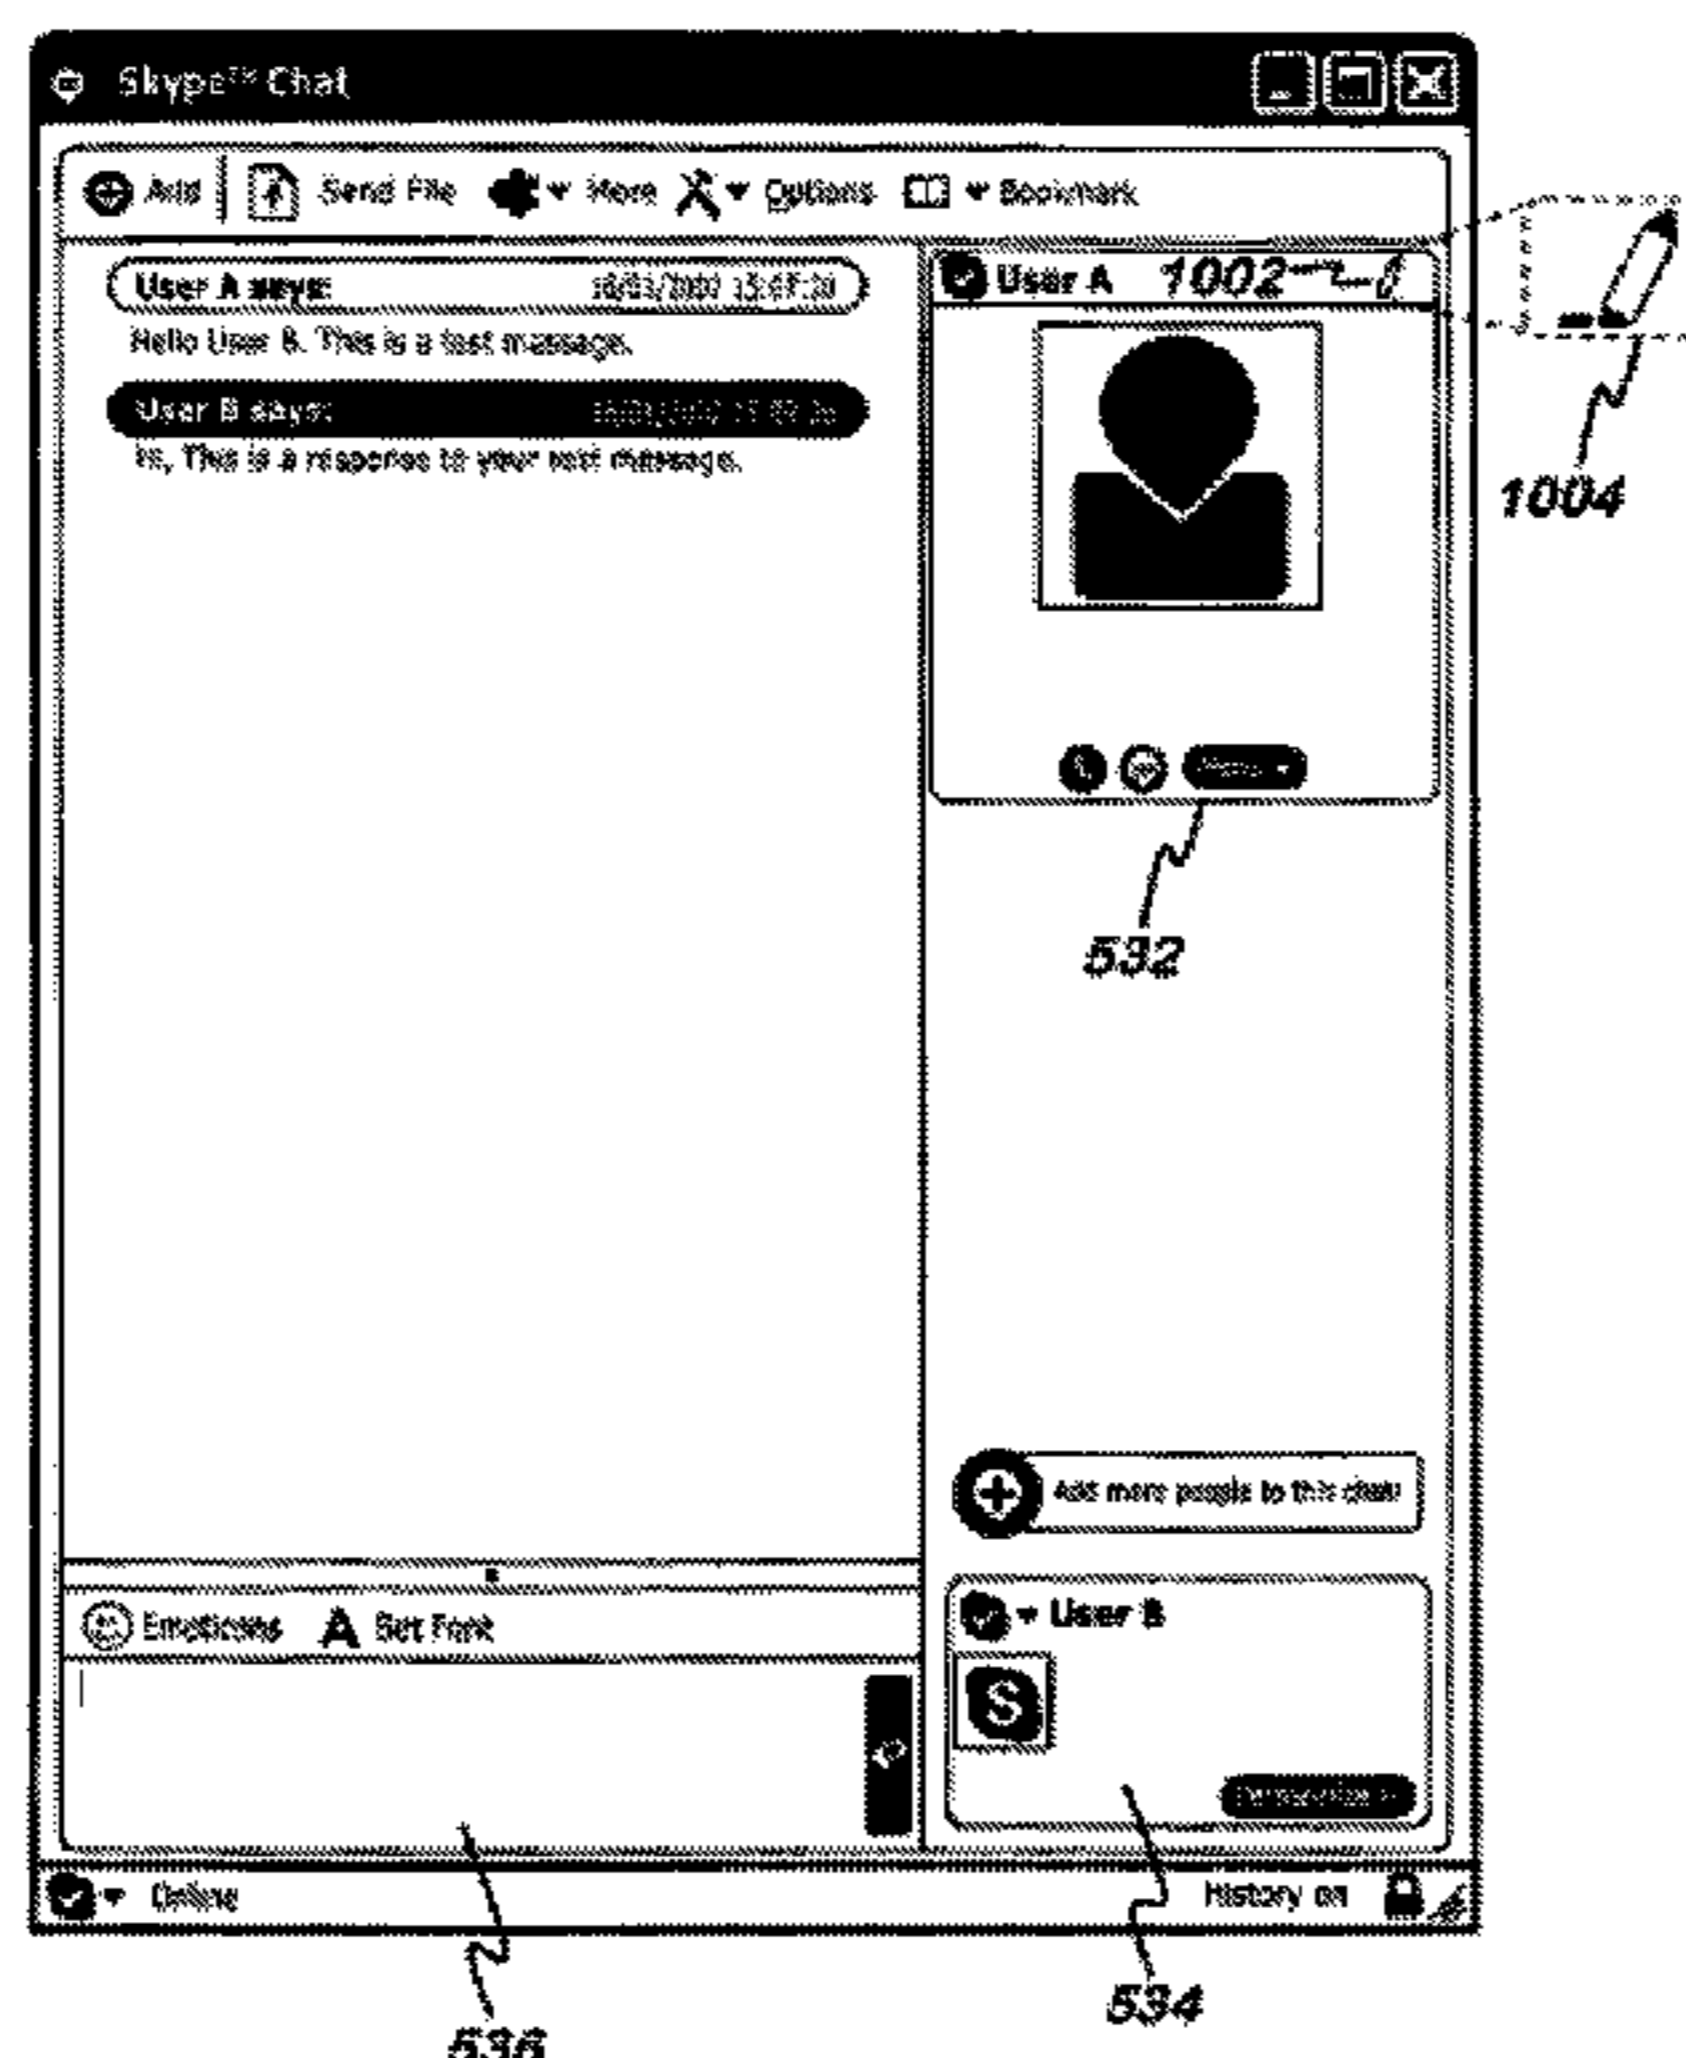 Skype™ Chat
Add Send File More Options Bookmark
User A says:
Hello User B. This is a test message.
User B says:
Hi, This is a response to your test message.
User A 1002
1004
532
Add more people to this chat
Emoticons A Set Font
User B
S
Online
History on
534
536